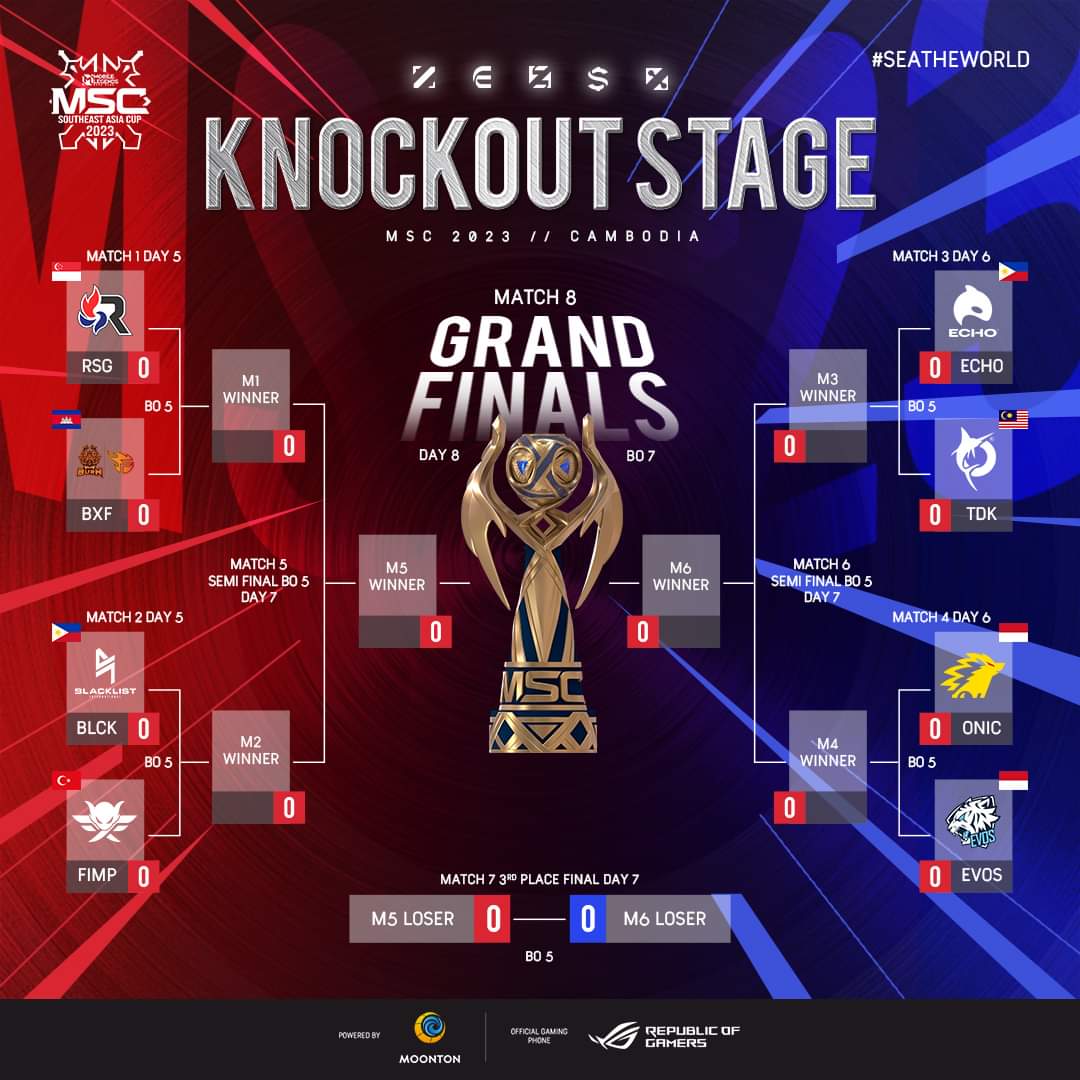 MOBILE LEGENDS
MSC
SOUTHEAST ASIA CUP
2023
#SEATHEWORLD
KNOCKOUT STAGE
MSC 2023 // CAMBODIA
MATCH 8
GRAND
FINALS
DAY 8
BO 7
MSC
MATCH 1 DAY 5
RSG 0
BO 5
BXF 0
M1
WINNER
0
MATCH 5
SEMI FINAL BO 5
DAY 7
M5
WINNER
0
MATCH 2 DAY 5
BLACKLIST
INTERNATIONAL
BLCK 0
BO 5
FIMP 0
M2
WINNER
0
MATCH 3 DAY 6
ECHO
0 ECHO
BO 5
0 TDK
M3
WINNER
0
MATCH 6
SEMI FINAL BO 5
DAY 7
M6
WINNER
0
MATCH 4 DAY 6
0 ONIC
BO 5
EVOS
0 EVOS
M4
WINNER
0
MATCH 7 3RD PLACE FINAL DAY 7
M5 LOSER 0 0 M6 LOSER
BO 5
POWERED BY
MOONTON
OFFICIAL GAMING
PHONE
REPUBLIC OF
GAMERS